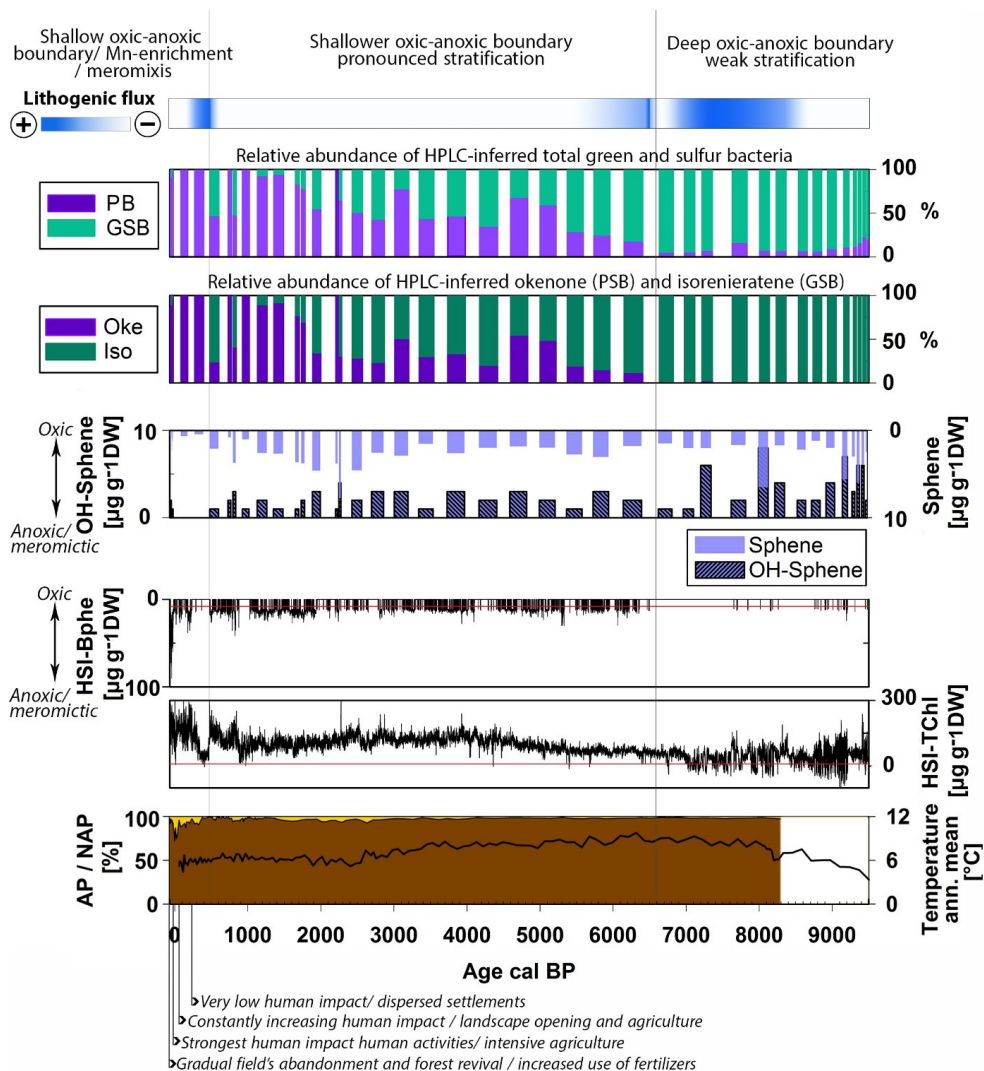 Shallow oxic-anoxic
boundary/ Mn-enrichment
/ meromixis
Shallower oxic-anoxic boundary
pronounced stratification
Deep oxic-anoxic boundary
weak stratification
Lithogenic flux
+ −
Relative abundance of HPLC-inferred total green and sulfur bacteria
PB
GSB
100
50 %
0
Relative abundance of HPLC-inferred okenone (PSB) and isorenieratene (GSB)
Oke
Iso
100
50 %
0
Oxic
Anoxic/
meromictic
OH-Sphene
[µg g⁻¹DW]
10
0
0
10
Sphene
[µg g⁻¹DW]
Sphene
OH-Sphene
Oxic
Anoxic/
meromictic
HSI-Bphe
[µg g⁻¹DW]
0
100
300
0
HSI-TChl
[µg g⁻¹DW]
AP / NAP
[%]
100
50
0
12
6
0
Temperature
ann. mean
[°C]
0 1000 2000 3000 4000 5000 6000 7000 8000 9000
Age cal BP
Very low human impact/ dispersed settlements
Constantly increasing human impact / landscape opening and agriculture
Strongest human impact human activities/ intensive agriculture
Gradual field's abandonment and forest revival / increased use of fertilizers